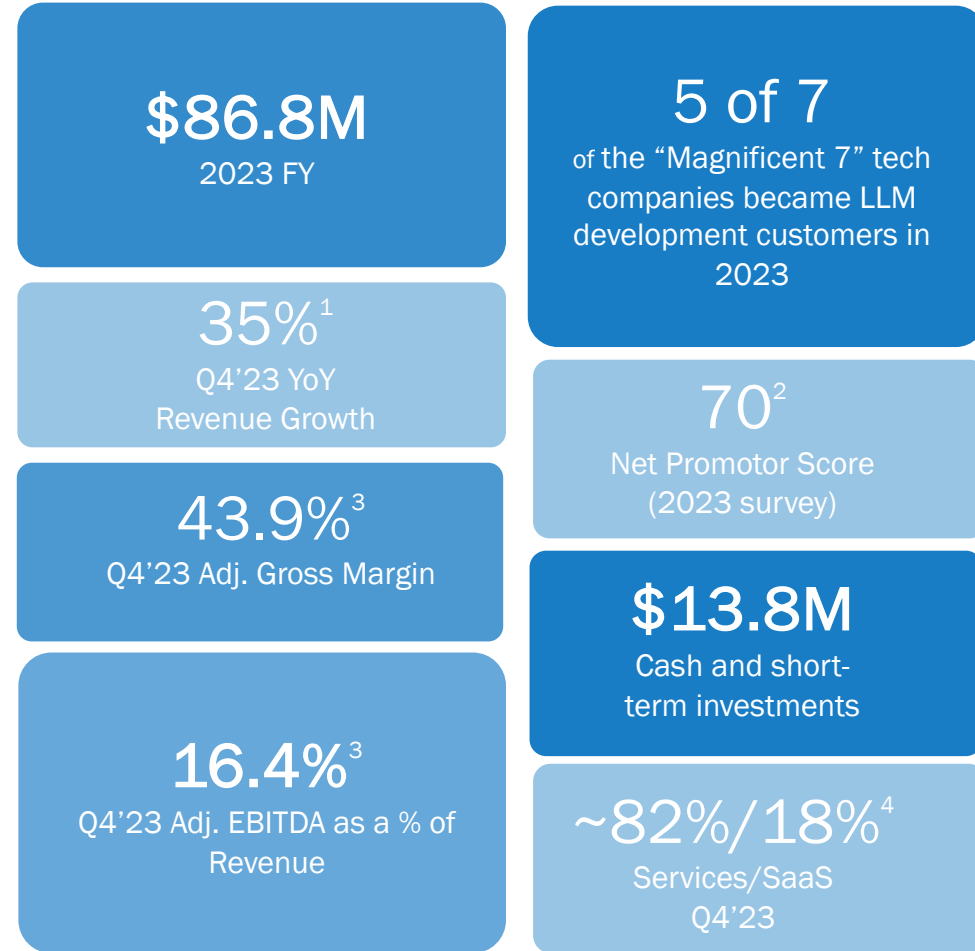 $86.8M
2023 FY
35%1
Q4’23 YoY
Revenue Growth
43.9%3
Q4’23 Adj. Gross Margin
16.4%3
Q4’23 Adj. EBITDA as a % of
Revenue
5 of 7
of the “Magnificent 7” tech
companies became LLM
development customers in
2023
702
Net Promotor Score
(2023 survey)
$13.8M
Cash and short-
term investments
~82%/18%4
Services/SaaS
Q4’23